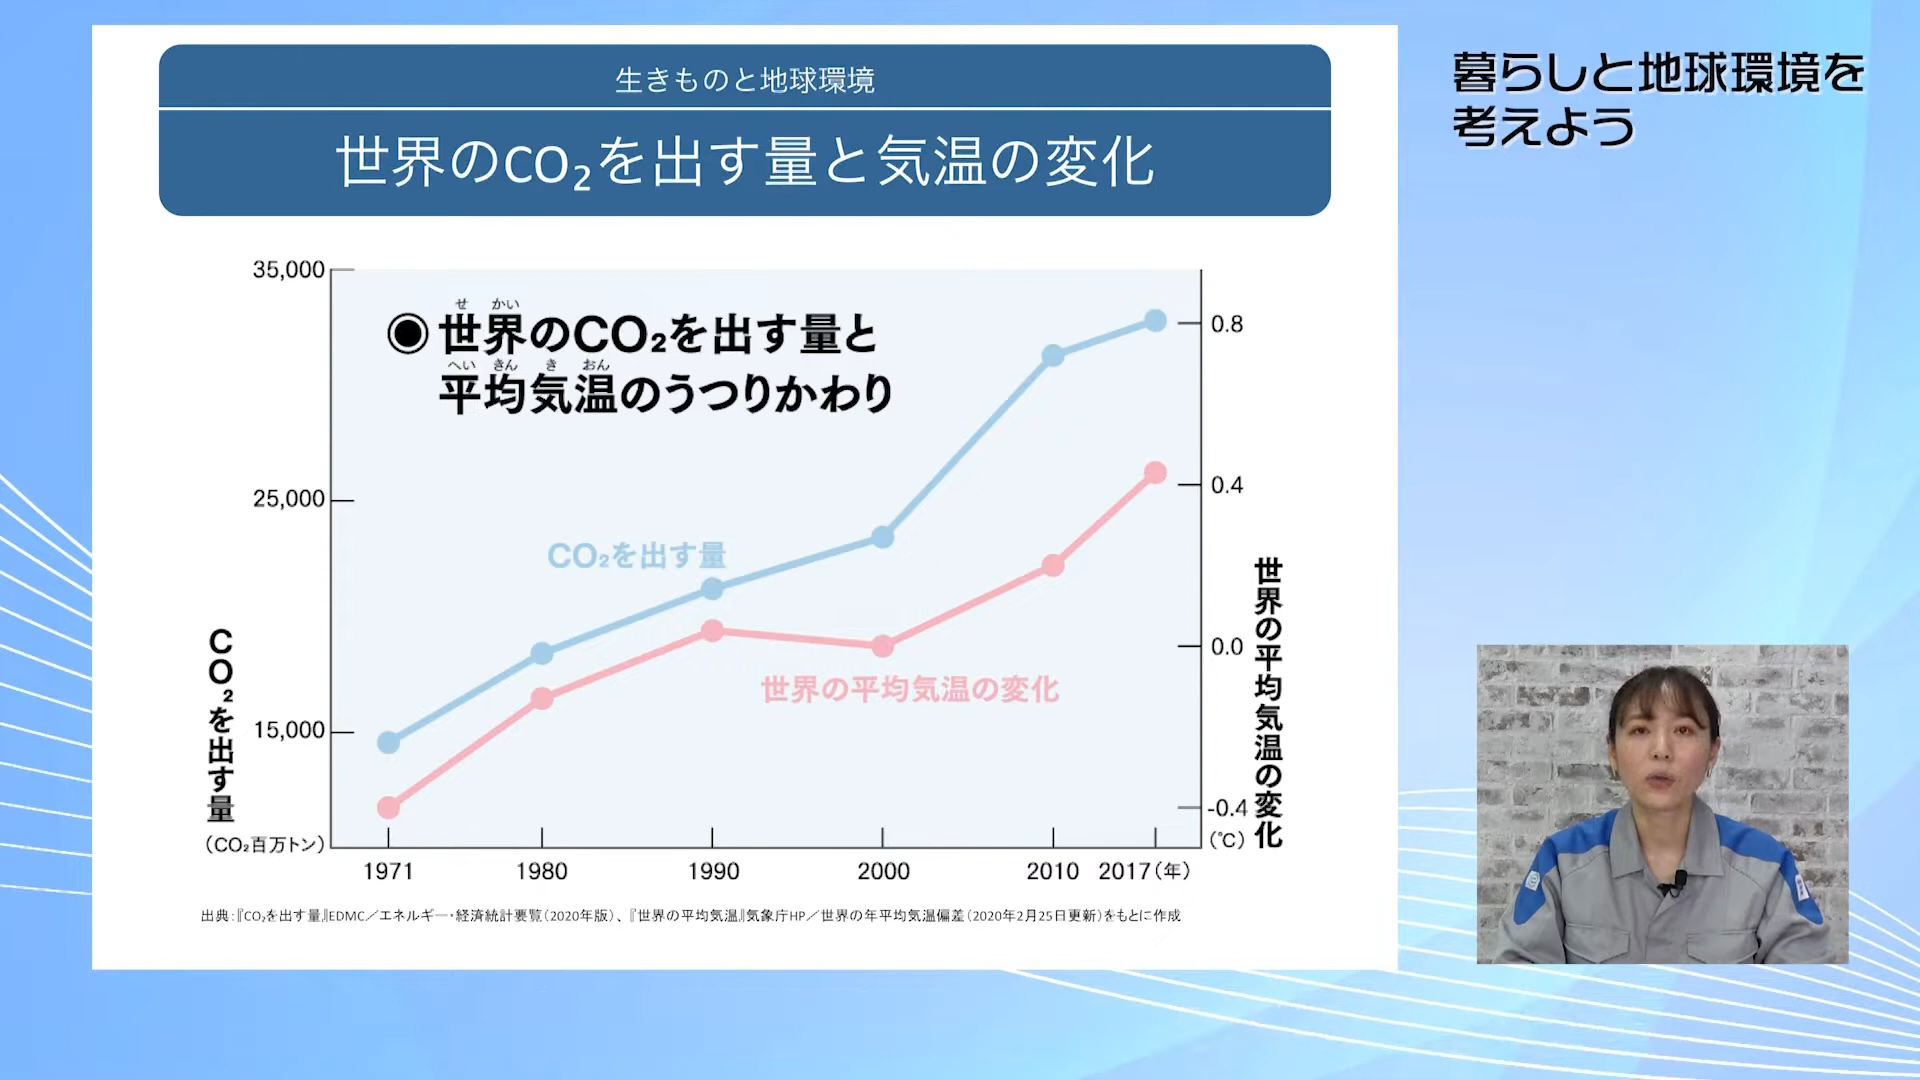 生きものと地球環境
世界のCO₂を出す量と気温の変化
暮らしと地球環境を
考えよう
35,000
25,000
15,000
せ かい
◉世界のCO₂を出す量と
へい きん き おん
平均気温のうつりかわり
CO₂を出す量
世界の平均気温の変化
CO₂を出す量
(CO₂百万トン)
0.8
0.4
0.0
-0.4
(℃)
世界の平均気温の変化
1971 1980 1990 2000 2010 2017(年)
出典:『CO₂を出す量』EDMC／エネルギー・経済統計要覧(2020年版)、『世界の平均気温』気象庁HP／世界の年平均気温偏差(2020年2月25日更新)をもとに作成